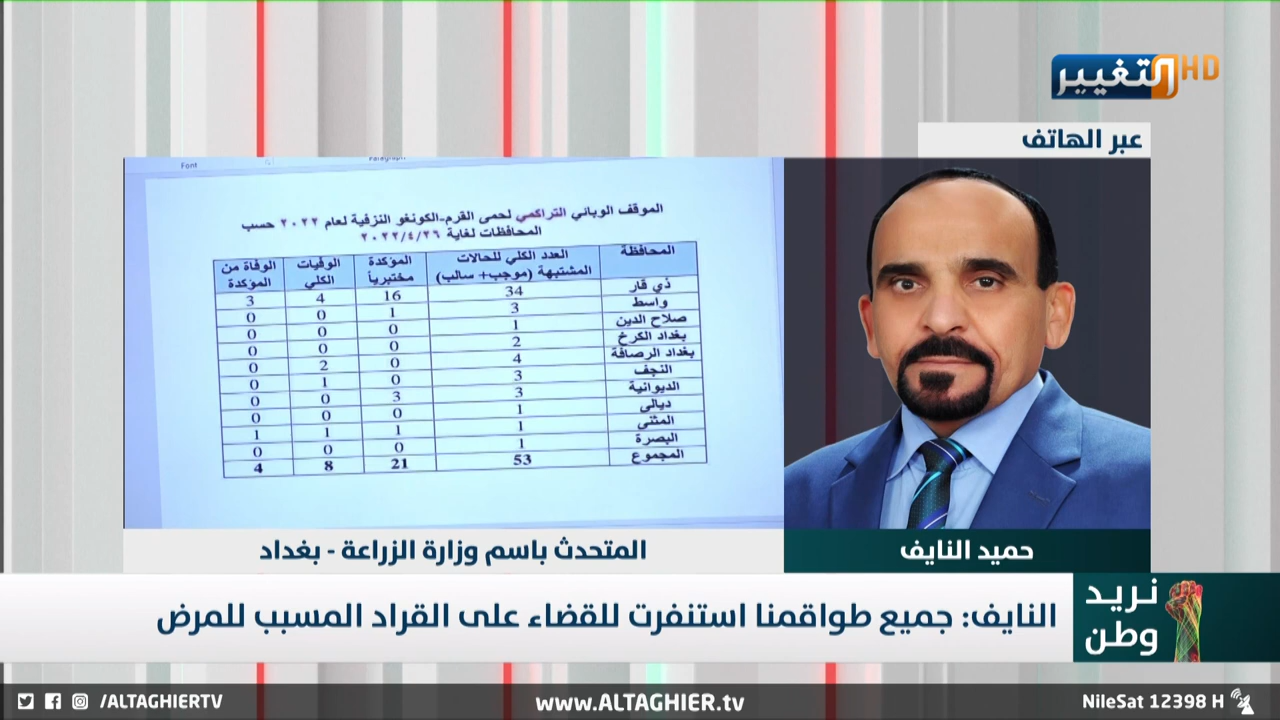 التغيير HD
عبر الهاتف
Font
Paragraph
الموقف الوبائي التراكمي لحمى القرم-الكونغو النزفية لعام ٢٠٢٢ حسب
المحافظات لغاية ٢٠٢٢/٤/٢٦
المحافظة العدد الكلي للحالات المشتبهة (موجب+ سالب) المؤكدة مختبرياً الوفيات الكلي الوفاة من المؤكدة
ذي قار 34 16 4 3
واسط 3 1 0 0
صلاح الدين 1 0 0 0
بغداد الكرخ 2 0 0 0
بغداد الرصافة 4 0 2 0
النجف 3 0 1 0
الديوانية 3 3 0 0
ديالى 1 0 0 0
المثنى 1 1 1 1
البصرة 1 0 0 0
المجموع 53 21 8 4
حميد النايف
المتحدث باسم وزارة الزراعة - بغداد
نريد
وطن
النايف: جميع طواقمنا استنفرت للقضاء على القراد المسبب للمرض
/ALTAGHIERTV
www.ALTAGHIER.tv
NileSat 12398 H